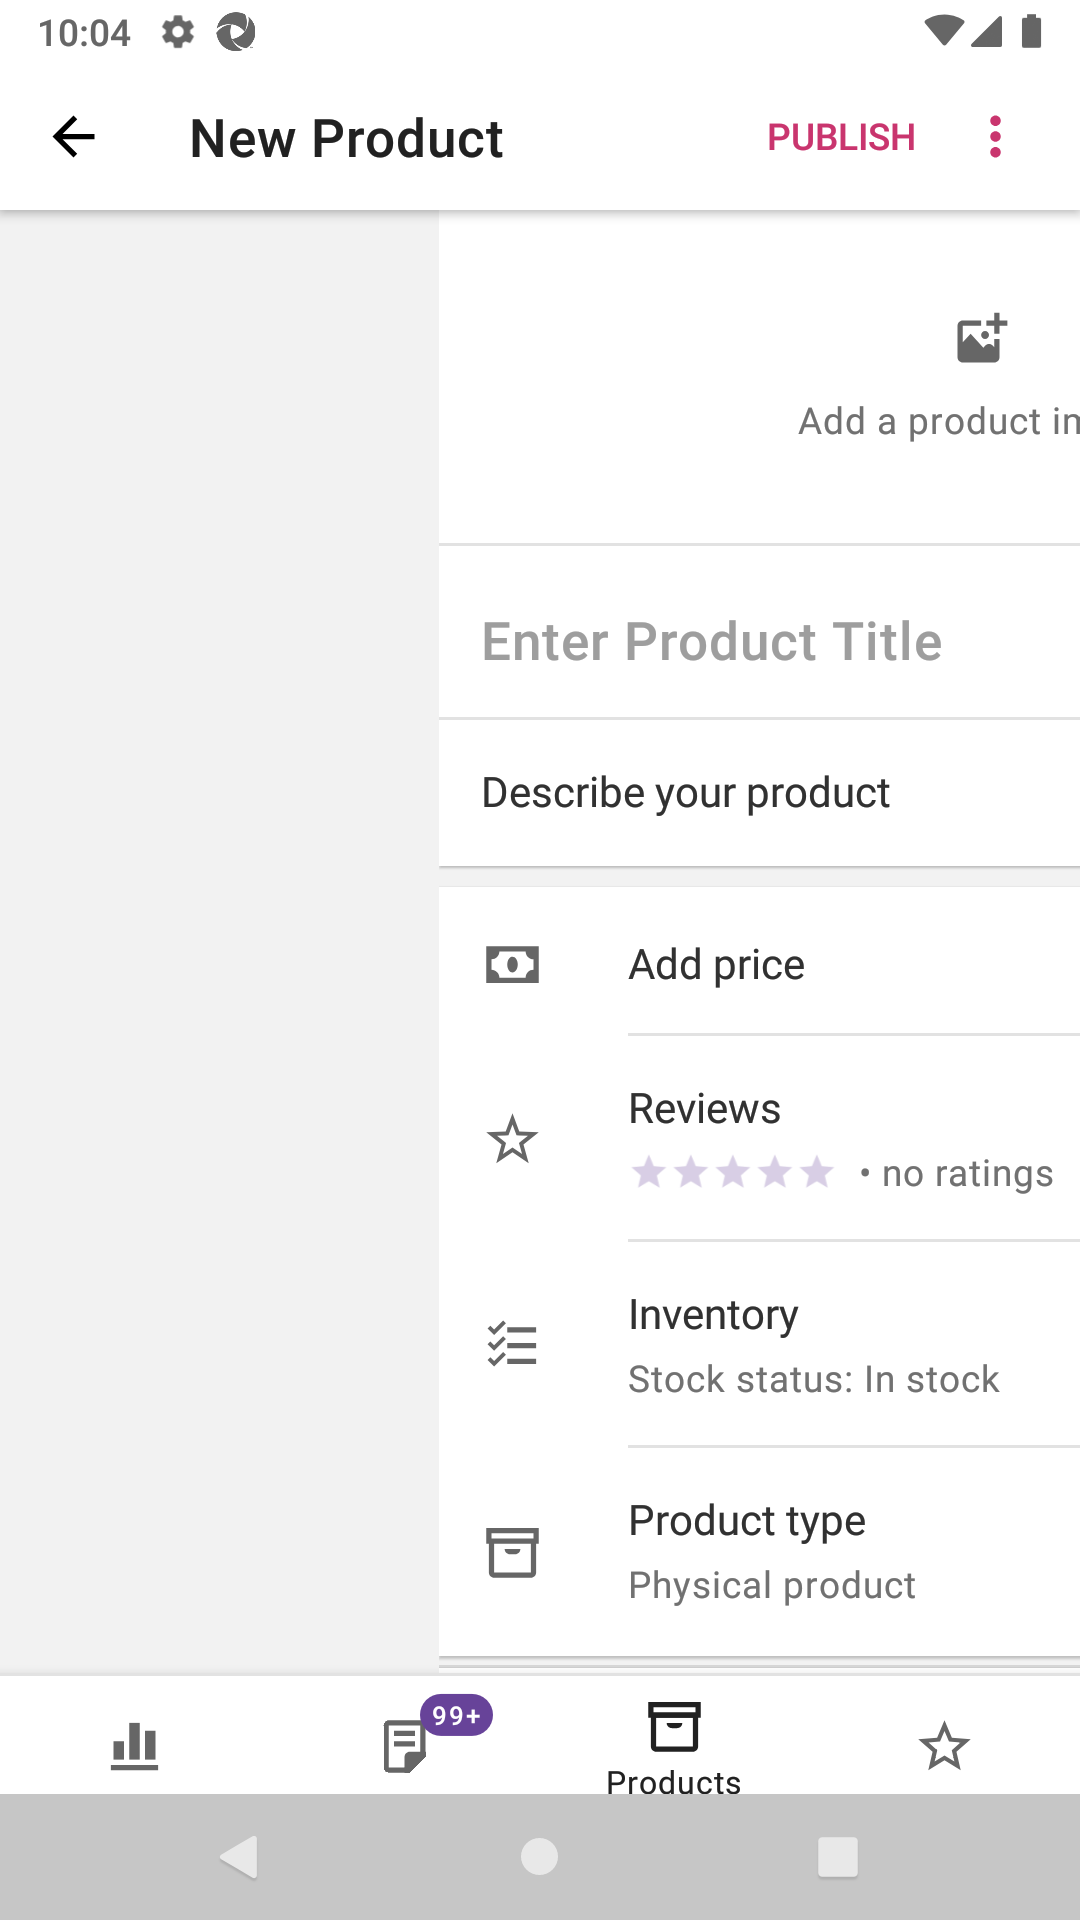 10:04
New Product
PUBLISH
Add a product im
Enter Product Title
Describe your product
Add price
Reviews
• no ratings
Inventory
Stock status: In stock
Product type
Physical product
99+
Products